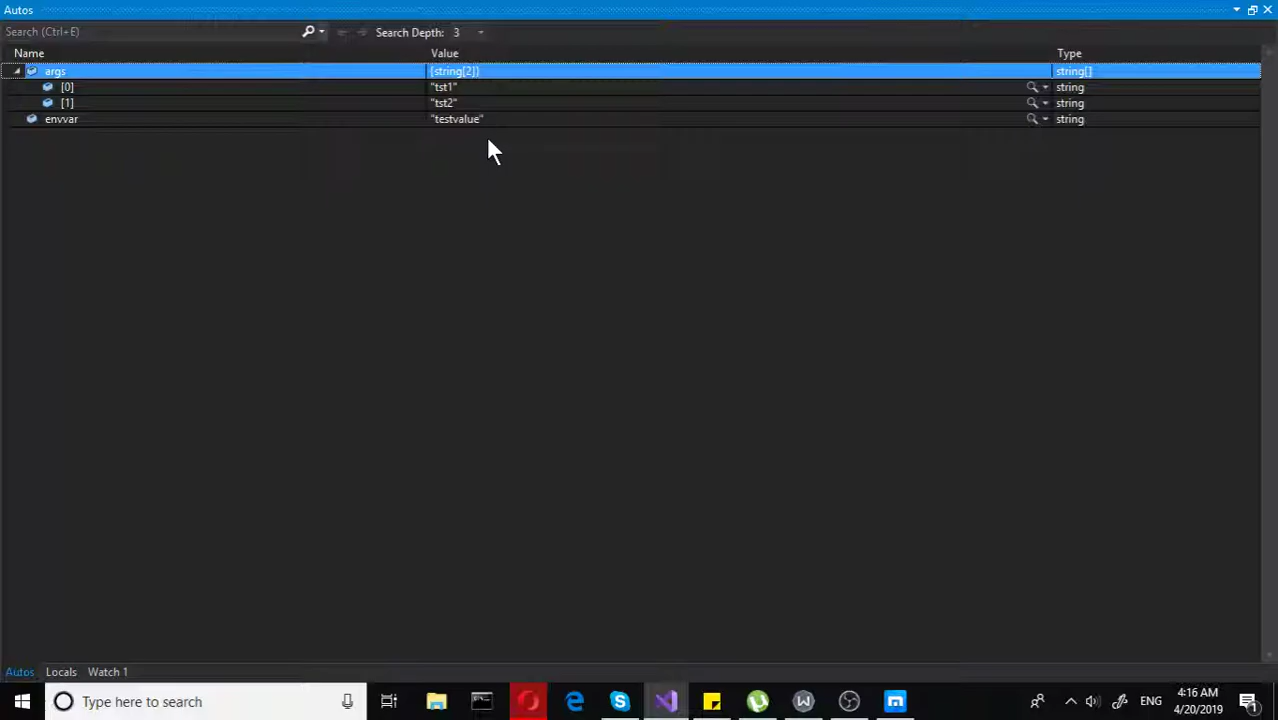 Autos
Search (Ctrl+E) Search Depth: 3
Name Value Type
args {string[2]} string[]
[0] "tst1" string
[1] "tst2" string
envvar "testvalue" string
Autos Locals Watch 1
Type here to search
ENG
4:16 AM
4/20/2019
1